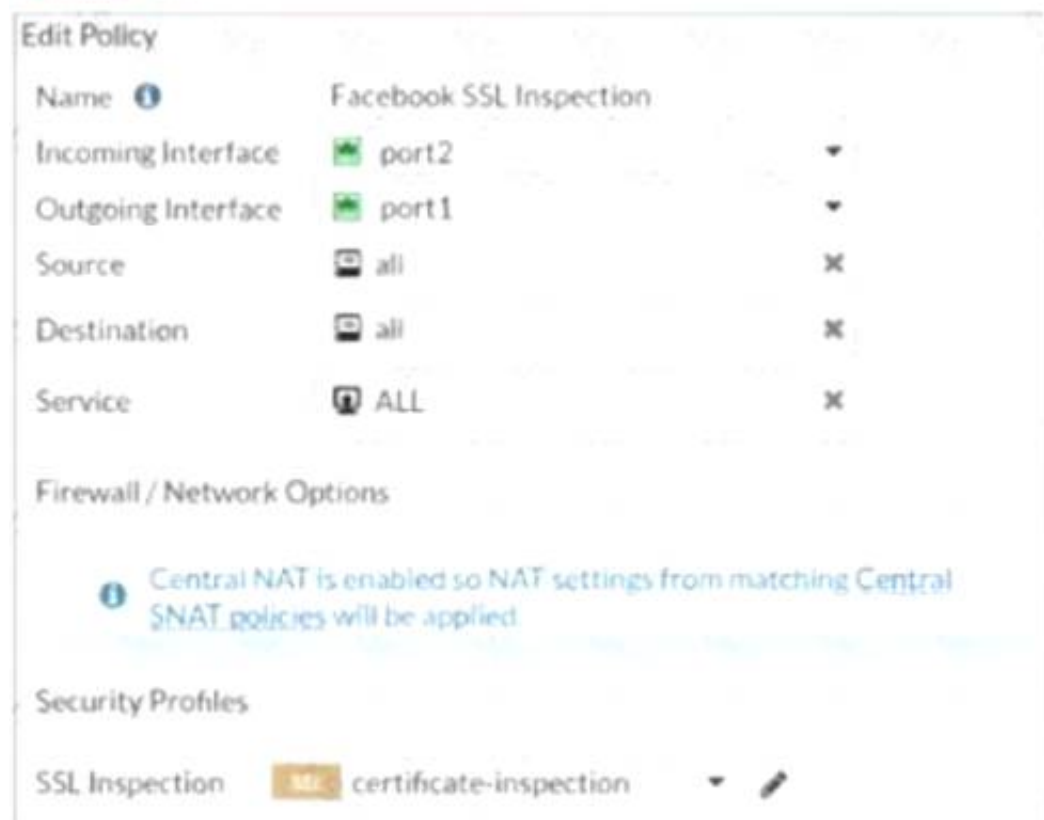 Edit Policy
Name Facebook SSL Inspection
Incoming Interface port2
Outgoing Interface port1
Source all
Destination all
Service ALL
Firewall / Network Options
Central NAT is enabled so NAT settings from matching Central
SNAT policies will be applied.
Security Profiles
SSL Inspection certificate-inspection